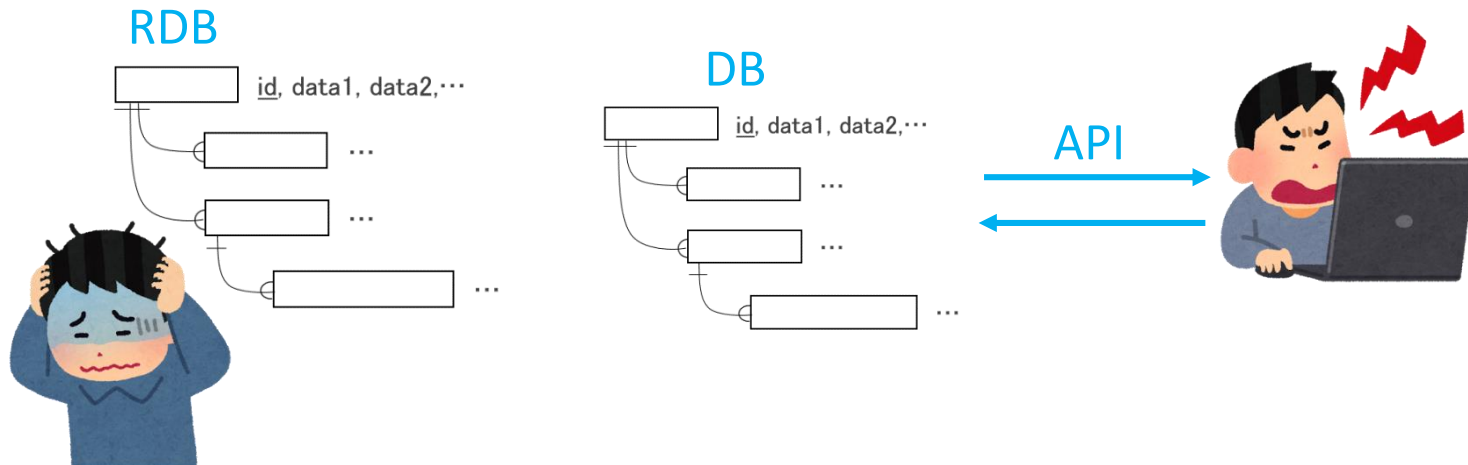 RDB
id, data1, data2,…
…
…
…
DB
id, data1, data2,…
…
…
…
API